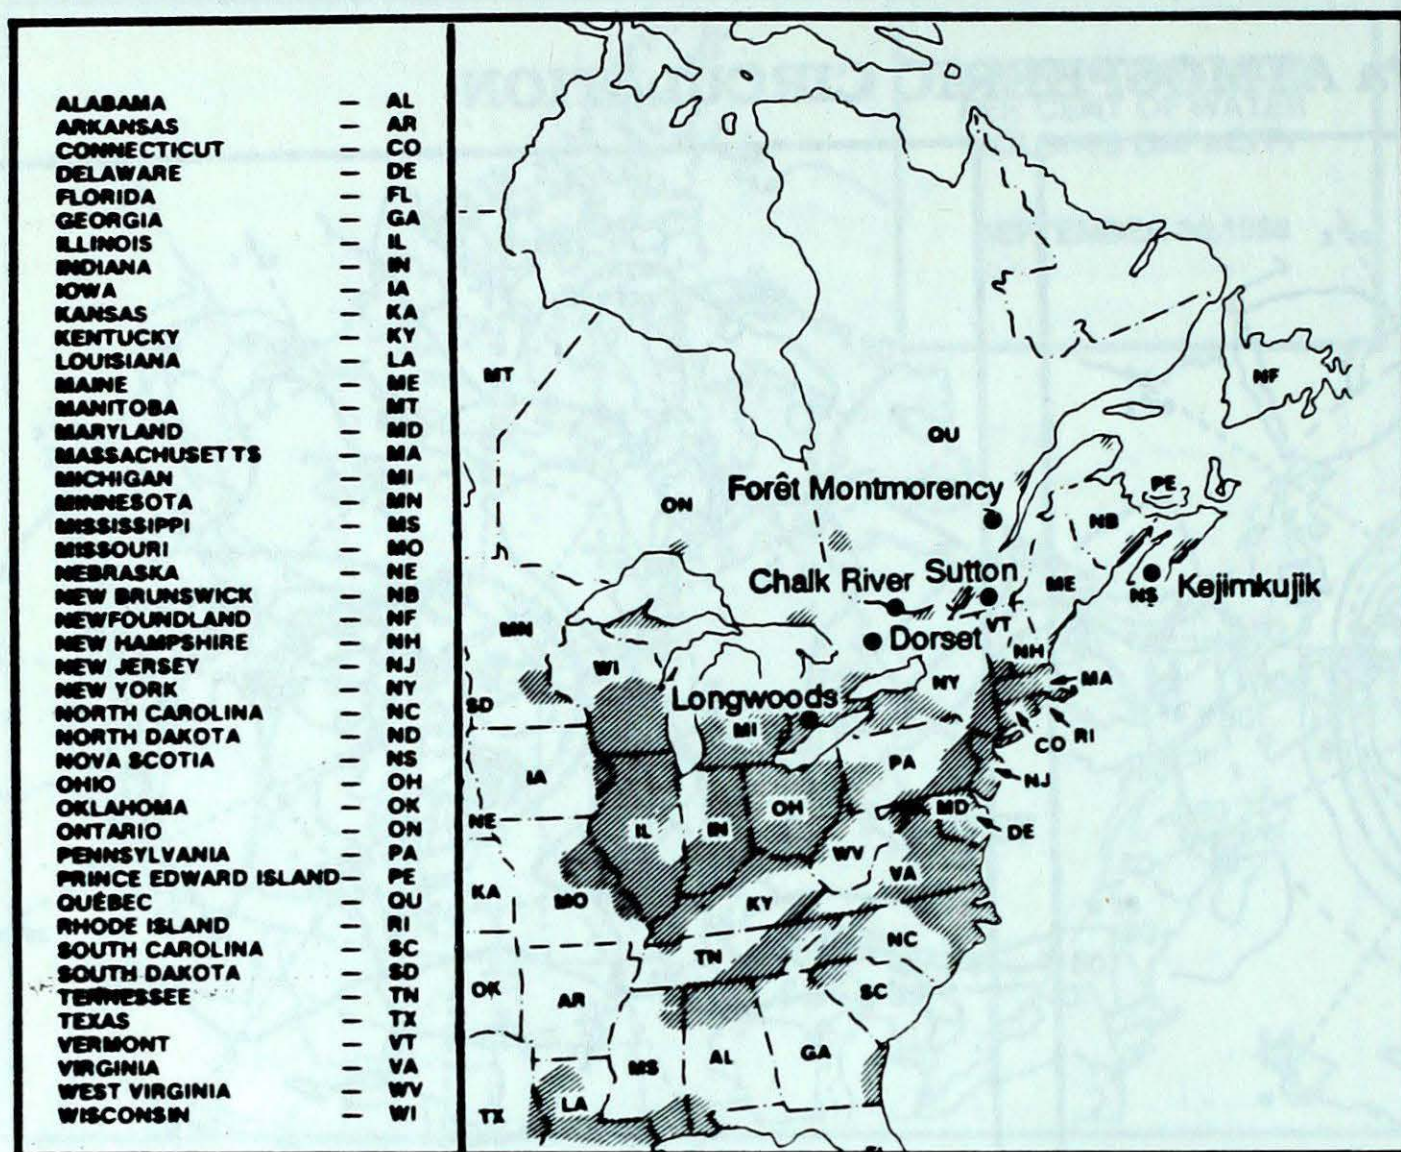 ALABAMA — AL
ARKANSAS — AR
CONNECTICUT — CO
DELAWARE — DE
FLORIDA — FL
GEORGIA — GA
ILLINOIS — IL
INDIANA — IN
IOWA — IA
KANSAS — KA
KENTUCKY — KY
LOUISIANA — LA
MAINE — ME
MANITOBA — MT
MARYLAND — MD
MASSACHUSETTS — MA
MICHIGAN — MI
MINNESOTA — MN
MISSISSIPPI — MS
MISSOURI — MO
NEBRASKA — NE
NEW BRUNSWICK — NB
NEWFOUNDLAND — NF
NEW HAMPSHIRE — NH
NEW JERSEY — NJ
NEW YORK — NY
NORTH CAROLINA — NC
NORTH DAKOTA — ND
NOVA SCOTIA — NS
OHIO — OH
OKLAHOMA — OK
ONTARIO — ON
PENNSYLVANIA — PA
PRINCE EDWARD ISLAND — PE
QUÉBEC — QU
RHODE ISLAND — RI
SOUTH CAROLINA — SC
SOUTH DAKOTA — SD
TENNESSEE — TN
TEXAS — TX
VERMONT — VT
VIRGINIA — VA
WEST VIRGINIA — WV
WISCONSIN — WI
MT
NF
QU
Forêt Montmorency
PE
ON
NB
Chalk River
Sutton
ME
NS
Kejimkujik
MN
VT
Dorset
NH
WI
NY
MA
SD
Longwoods
MI
CO
RI
PA
IA
NJ
OH
MD
NE
IL
IN
DE
WV
VA
KA
MO
KY
NC
TN
OK
AR
SC
MS
AL
GA
LA
TX